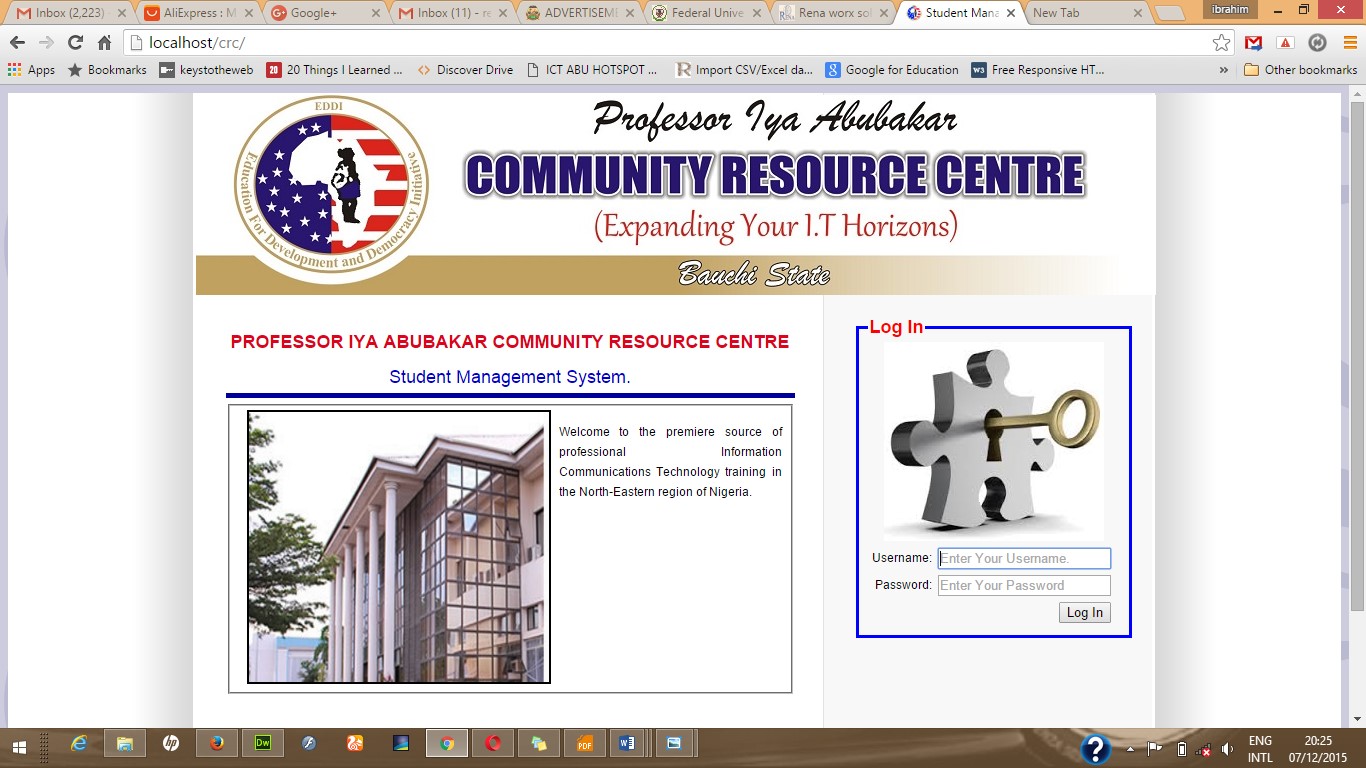 Inbox (2,223)
AliExpress : M
Google+
Inbox (11) - re
ADVERTISEME
Federal Unive
Rena worx sol
Student Mana
New Tab
ibrahim
localhost/crc/
Apps
Bookmarks
keystotheweb
20 Things I Learned ...
Discover Drive
ICT ABU HOTSPOT ...
Import CSV/Excel da...
Google for Education
Free Responsive HT...
»
Other bookmarks
EDDI
Education For Development and Democracy Initiative
Professor Iya Abubakar
COMMUNITY RESOURCE CENTRE
(Expanding Your I.T Horizons)
Bauchi State
PROFESSOR IYA ABUBAKAR COMMUNITY RESOURCE CENTRE
Student Management System.
Welcome to the premiere source of
professional Information
Communications Technology training in
the North-Eastern region of Nigeria.
Log In
Username: Enter Your Username.
Password: Enter Your Password
Log In
ENG
INTL
20:25
07/12/2015